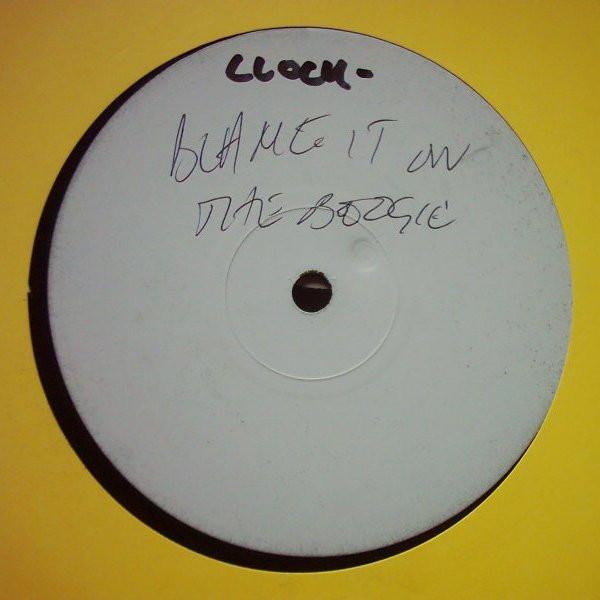 CLOCK-
BLAME IT ON
THE BOOGIE